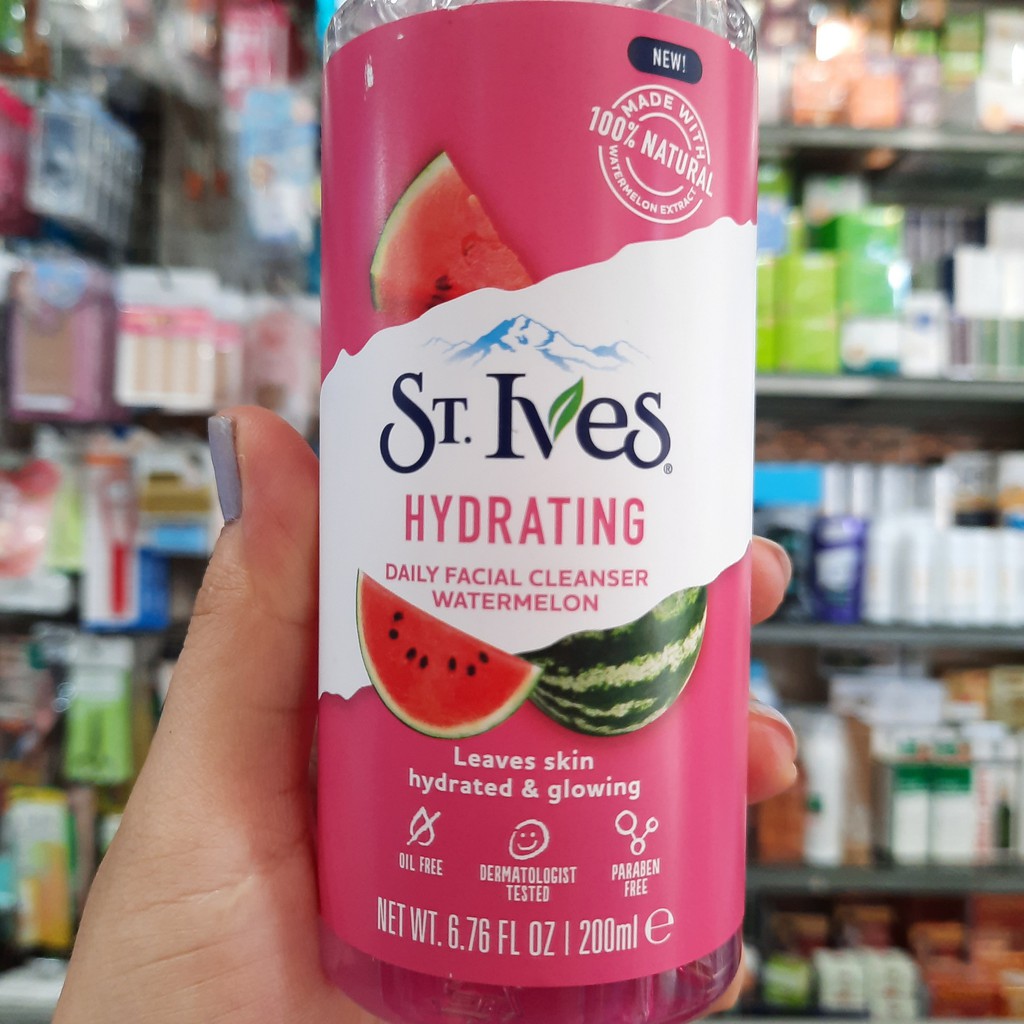 NEW!
MADE WITH
100% NATURAL
WATERMELON EXTRACT
ST. Ives®
HYDRATING
DAILY FACIAL CLEANSER
WATERMELON
Leaves skin
hydrated & glowing
OIL FREE
DERMATOLOGIST
TESTED
PARABEN
FREE
NET WT. 6.76 FL OZ | 200ml ℮